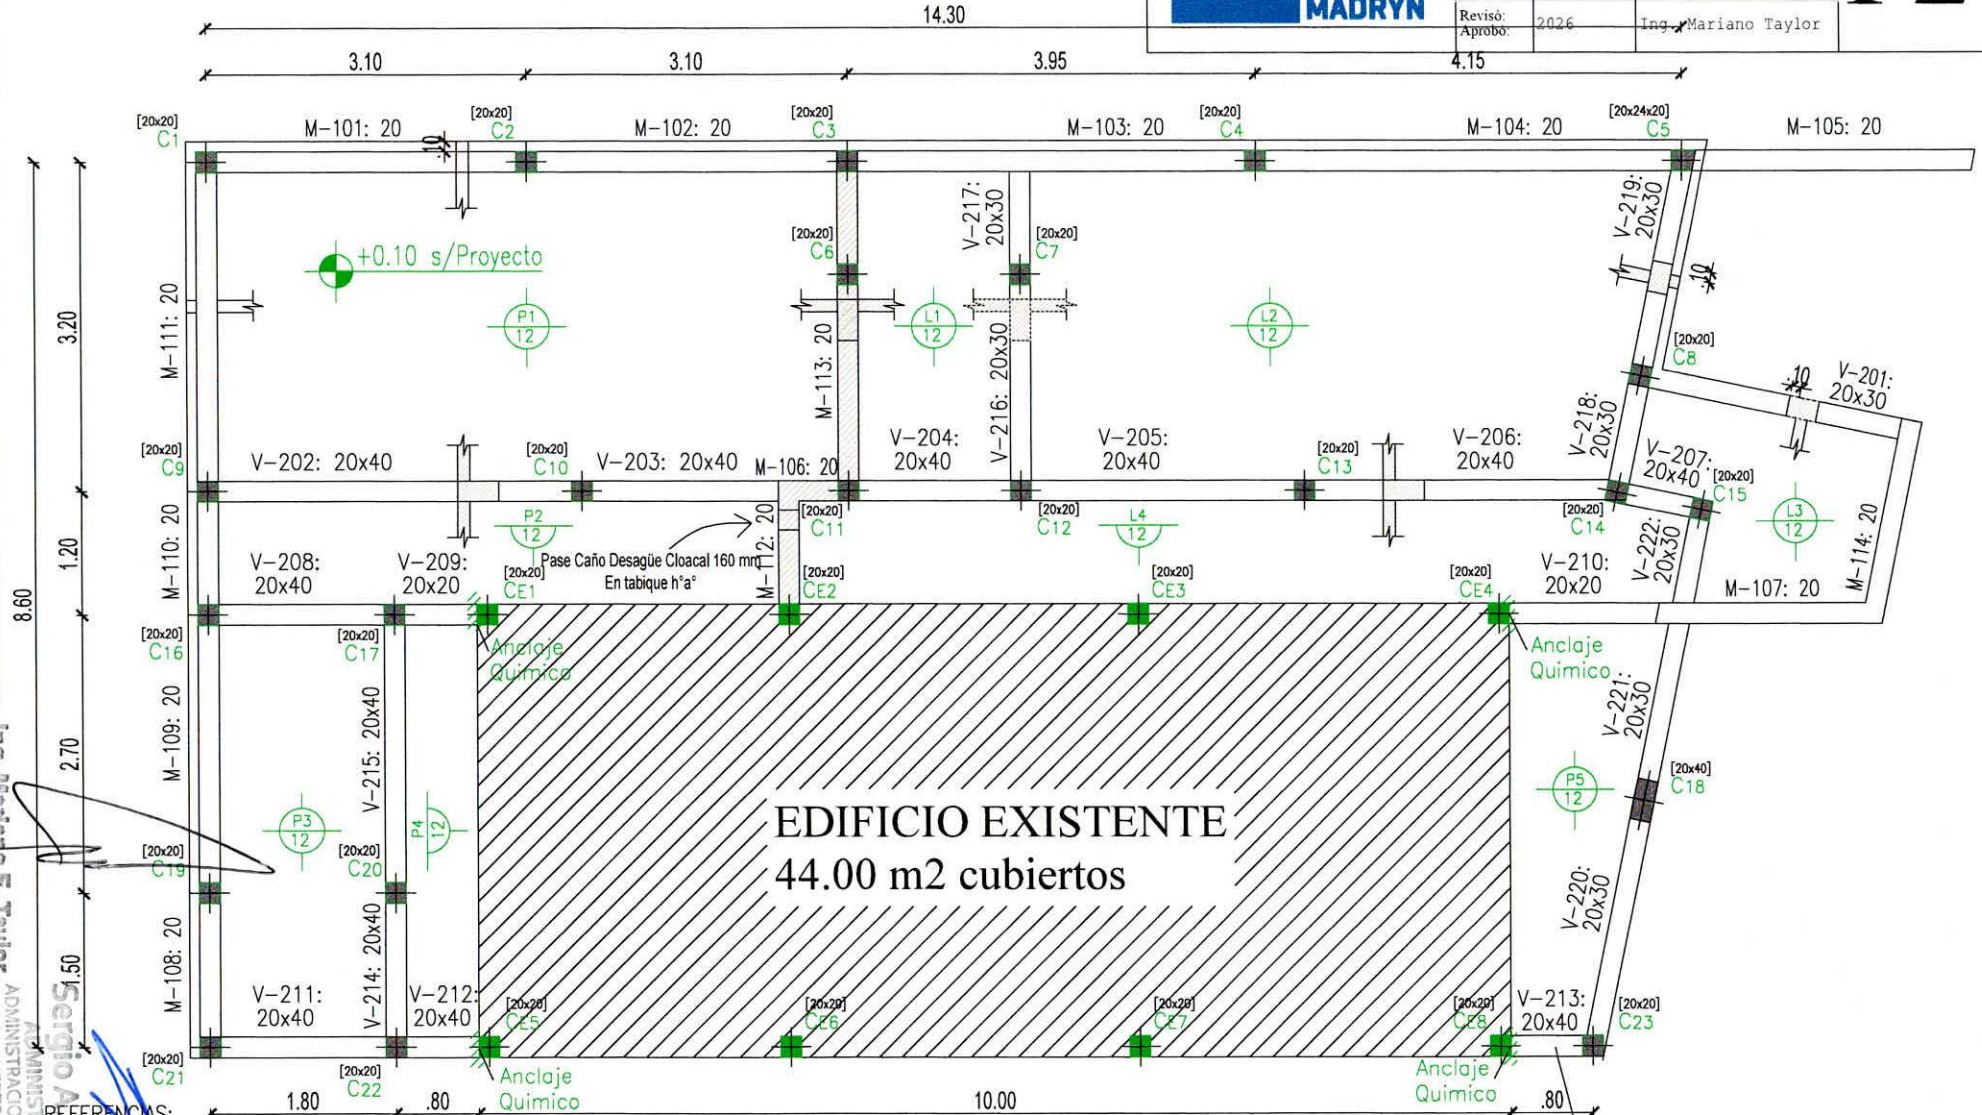 14.30
MADRYN
Revisó:
Aprobó:
2026
Ing. Mariano Taylor
3.10
3.10
3.95
4.15
[20x20]
C1
M-101: 20
[20x20]
C2
M-102: 20
[20x20]
C3
M-103: 20
[20x20]
C4
M-104: 20
[20x24x20]
C5
M-105: 20
.10
V-217:
20x30
V-219:
20x30
[20x20]
C6
[20x20]
C7
+0.10 s/Proyecto
.10
M-111: 20
3.20
P1
12
L1
12
L2
12
M-113: 20
V-216: 20x30
[20x20]
C8
.10
V-201:
20x30
V-218:
20x30
[20x20]
C9
V-202: 20x40
[20x20]
C10
V-203: 20x40
M-106: 20
V-204:
20x40
V-205:
20x40
[20x20]
C13
V-206:
20x40
V-207:
20x40
[20x20]
C15
M-110: 20
1.20
P2
12
[20x20]
C11
[20x20]
C12
L4
12
[20x20]
C14
L3
12
V-208:
20x40
V-209:
20x20
[20x20]
CE1
Pase Caño Desagüe Cloacal 160 mm
En tabique h°a°
M-112: 20
[20x20]
CE2
[20x20]
CE3
[20x20]
CE4
V-210:
20x20
V-222:
20x30
M-107: 20
M-114: 20
8.60
[20x20]
C16
[20x20]
C17
Anclaje
Quimico
Anclaje
Quimico
M-109: 20
2.70
V-215: 20x40
V-221:
20x30
P3
12
P4
12
EDIFICIO EXISTENTE
44.00 m2 cubiertos
P5
12
[20x40]
C18
[20x20]
C19
[20x20]
C20
M-108: 20
1.50
V-214: 20x40
V-220:
20x30
V-211:
20x40
V-212:
20x40
[20x20]
CE5
[20x20]
CE6
[20x20]
CE7
[20x20]
CE8
V-213:
20x40
[20x20]
C23
[20x20]
C21
[20x20]
C22
Anclaje
Quimico
Anclaje
Quimico
REFERENCIAS:
1.80
.80
10.00
.80
Sergio A
ADMINISTRACIO